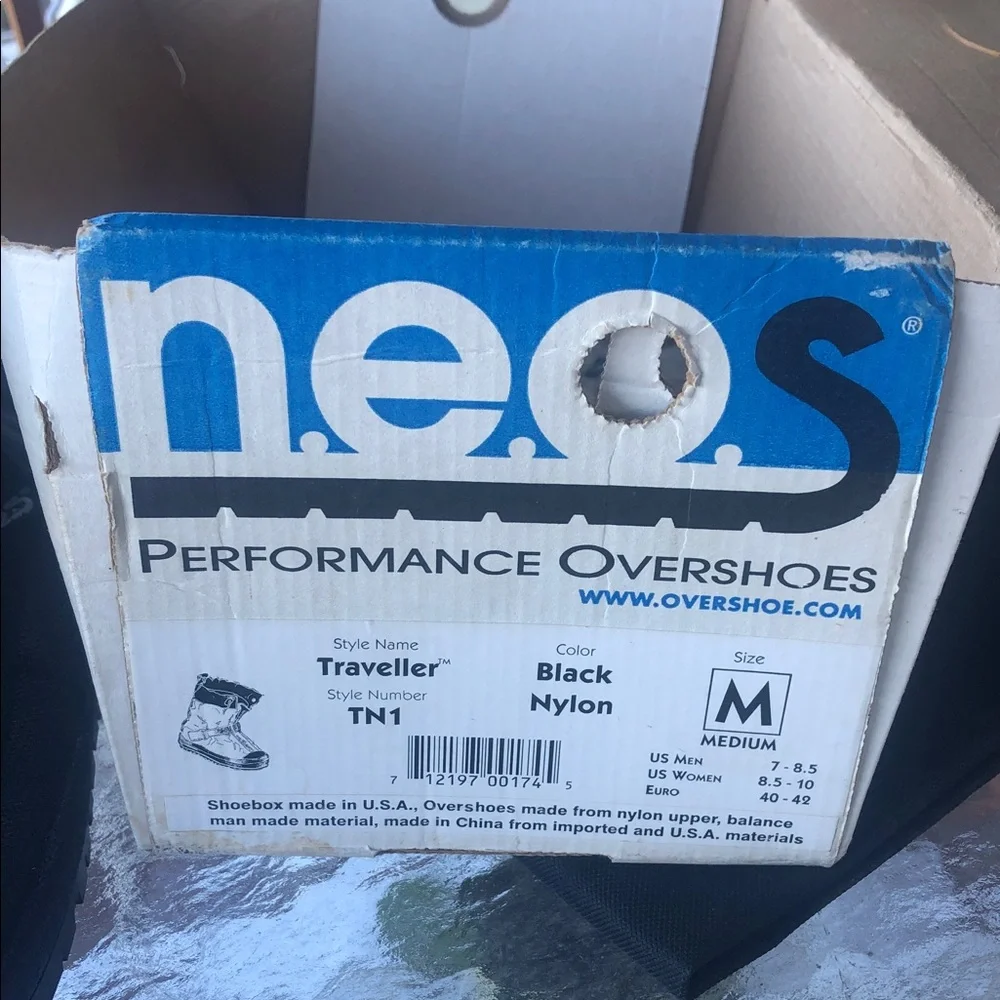 n.e.o.s®
PERFORMANCE OVERSHOES
WWW.OVERSHOE.COM
Style Name
Traveller™
Style Number
TN1
Color
Black
Nylon
Size
M
MEDIUM
US MEN 7 - 8.5
US WOMEN 8.5 - 10
EURO 40 - 42
7 12197 00174 5
Shoebox made in U.S.A., Overshoes made from nylon upper, balance
man made material, made in China from imported and U.S.A. materials